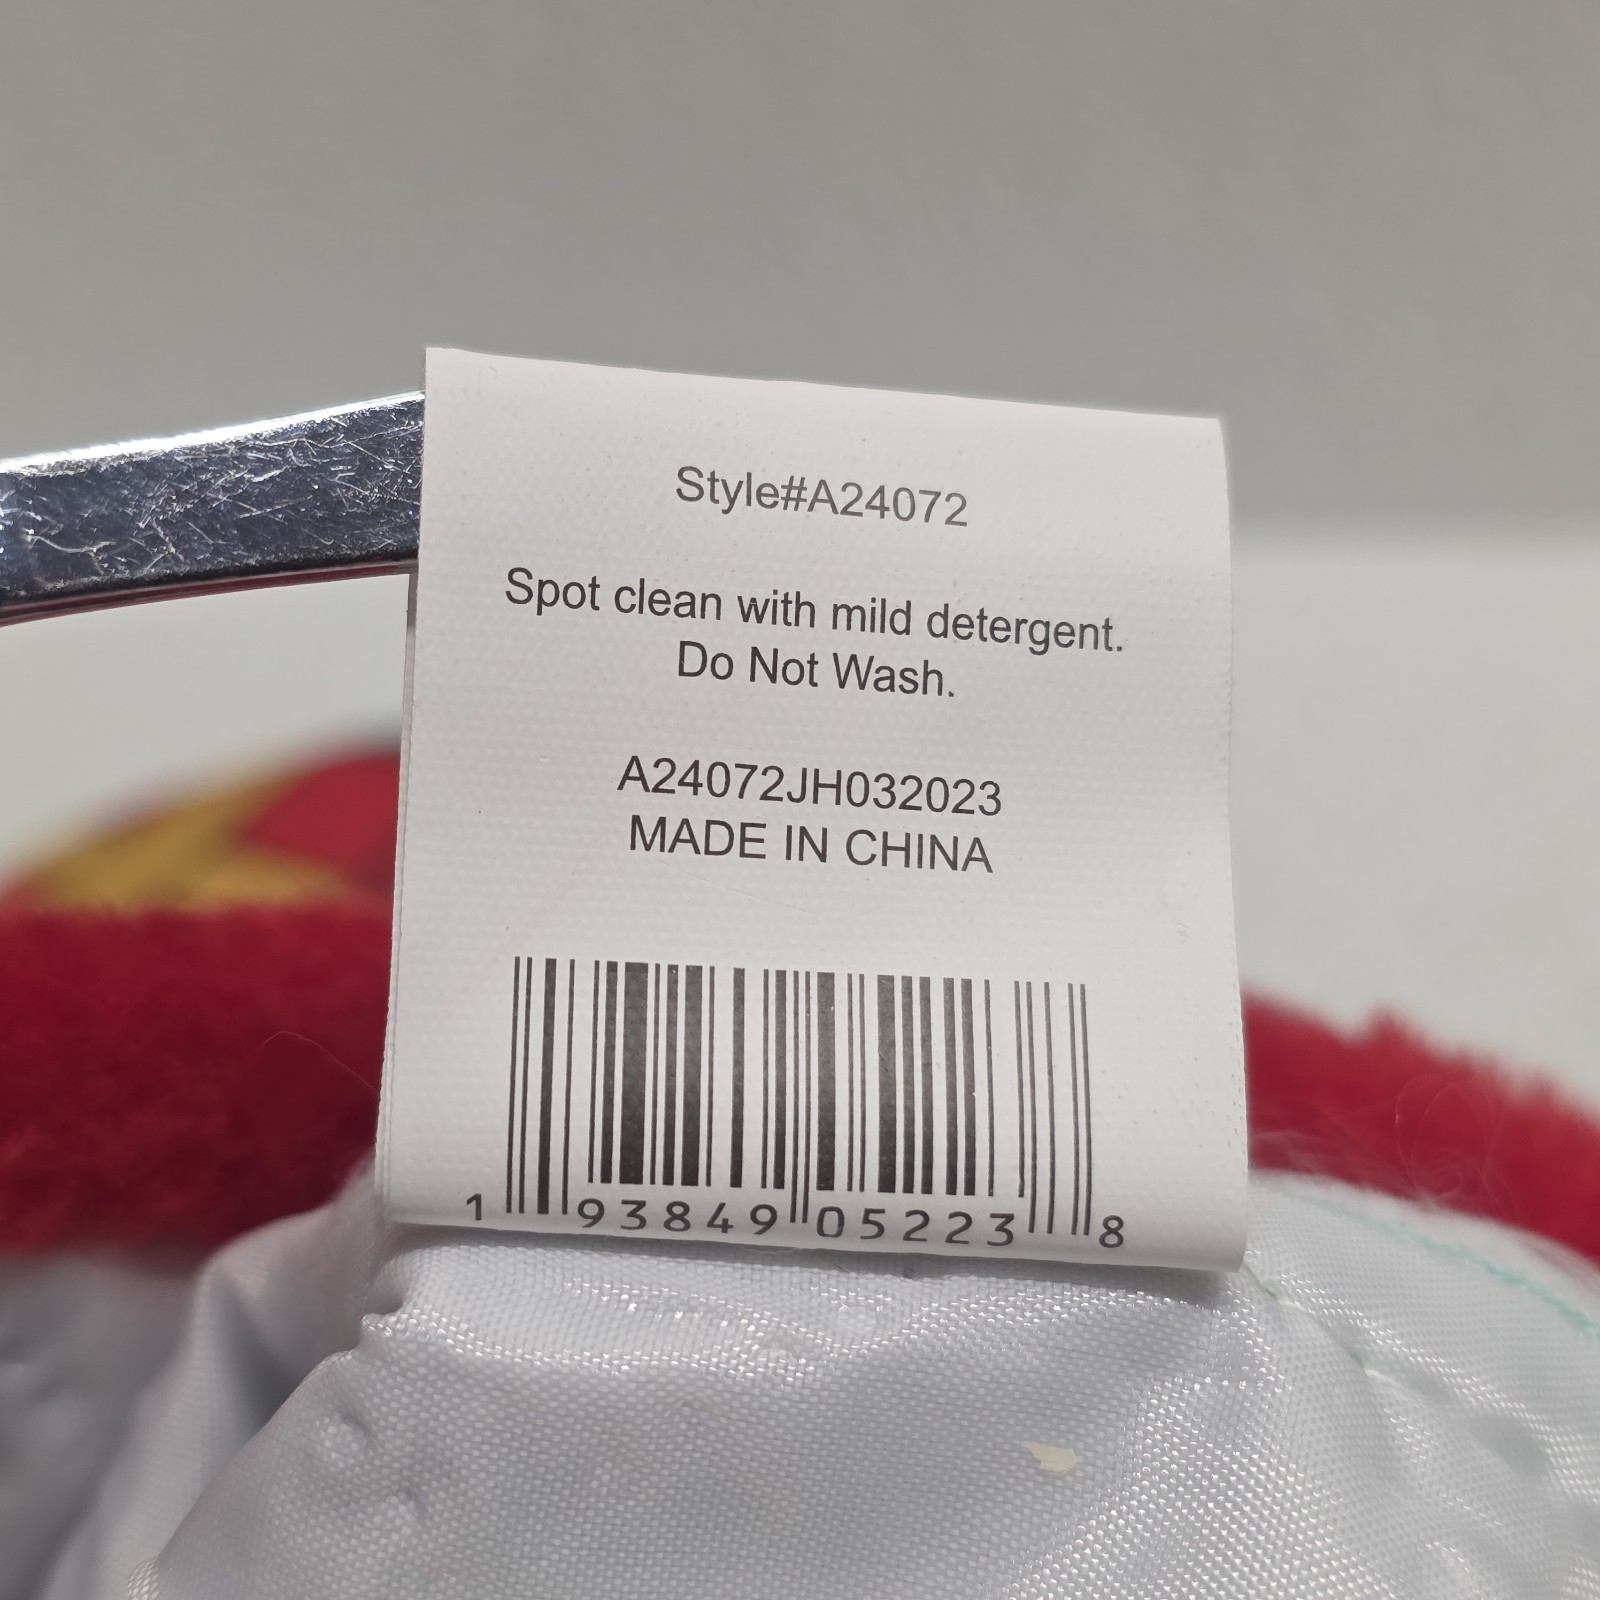 Style#A24072
Spot clean with mild detergent.
Do Not Wash.
A24072JH032023
MADE IN CHINA
1 93849 05223 8